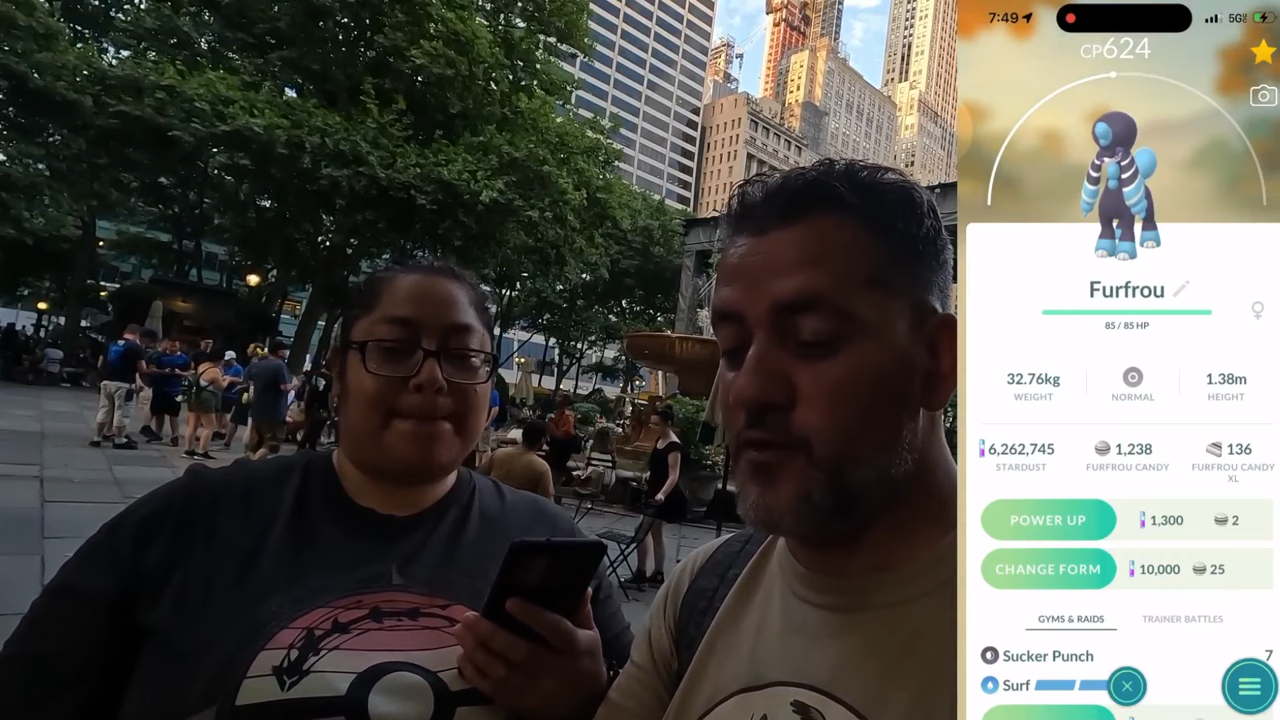 7:49
5G
CP624
Furfrou
85 / 85 HP
32.76kg
WEIGHT
NORMAL
1.38m
HEIGHT
6,262,745
STARDUST
1,238
FURFROU CANDY
136
FURFROU CANDY
XL
POWER UP
1,300
2
CHANGE FORM
10,000
25
GYMS & RAIDS
TRAINER BATTLES
Sucker Punch
7
Surf